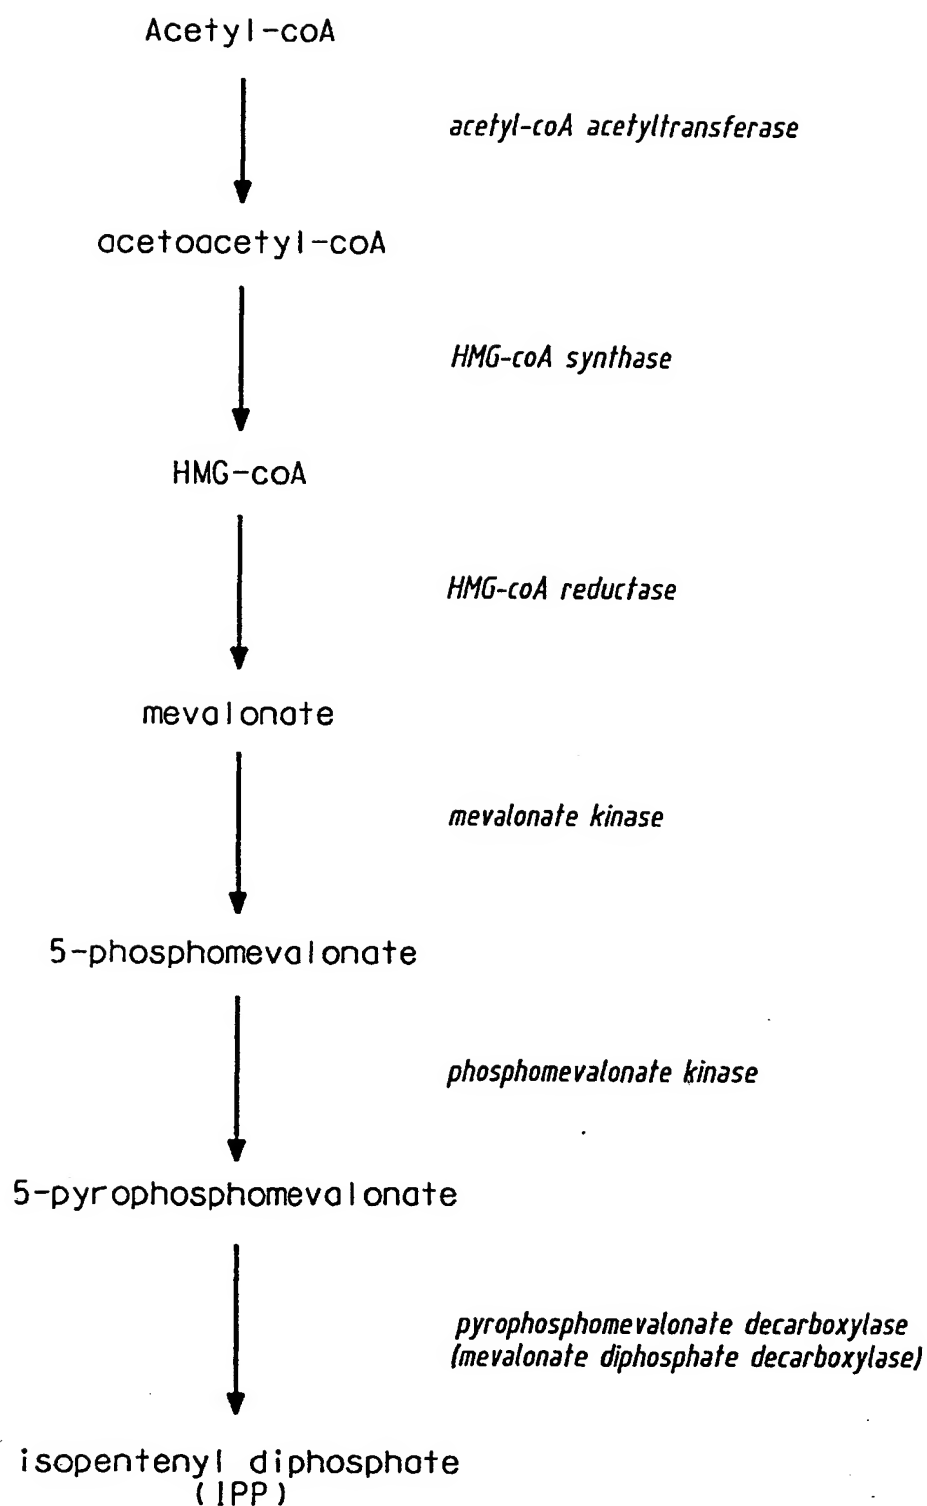 Acetyl-coA
acetyl-coA acetyltransferase
acetoacetyl-coA
HMG-coA synthase
HMG-coA
HMG-coA reductase
mevalonate
mevalonate kinase
5-phosphomevalonate
phosphomevalonate kinase
5-pyrophosphomevalonate
pyrophosphomevalonate decarboxylase
(mevalonate diphosphate decarboxylase)
isopentenyl diphosphate
(IPP)